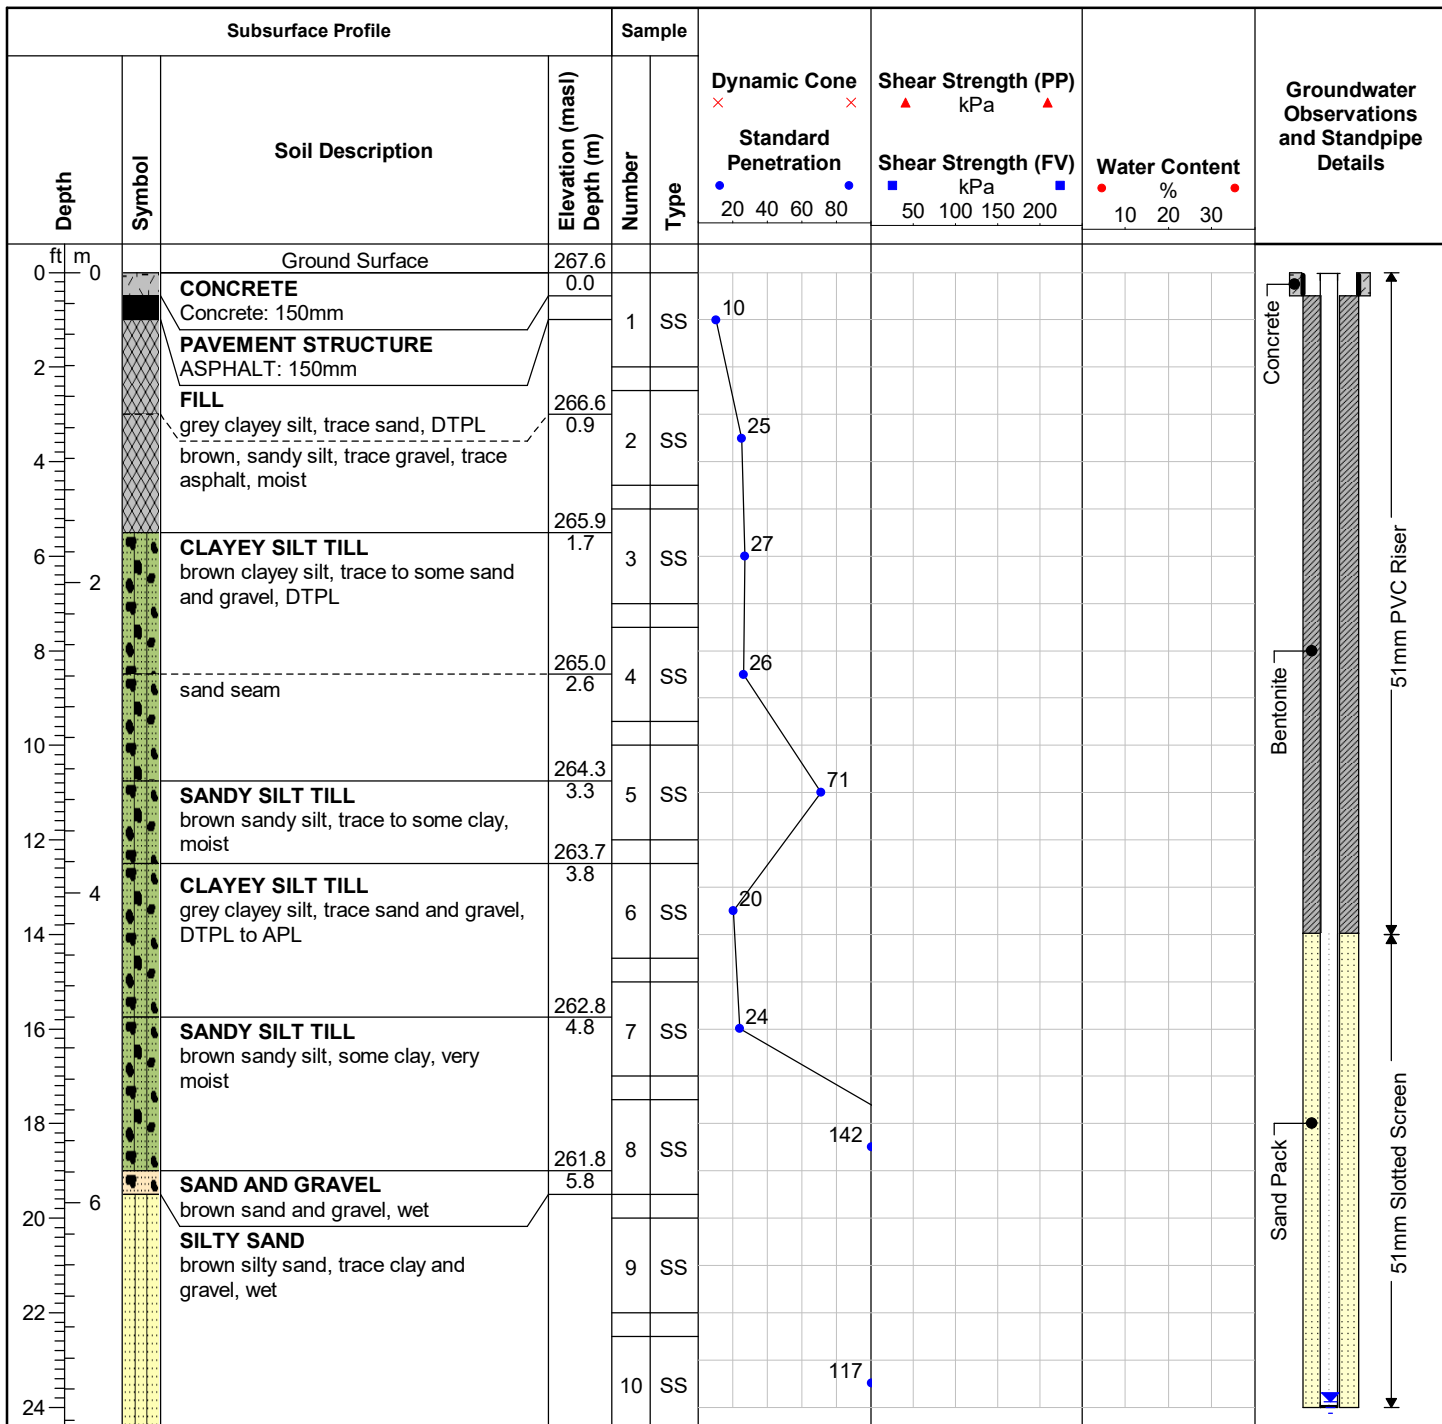 Subsurface Profile
Sample
Depth
Symbol
Soil Description
Elevation (masl)
Depth (m)
Number
Type
Dynamic Cone
Standard
Penetration
20 40 60 80
Shear Strength (PP)
kPa
Shear Strength (FV)
kPa
50 100 150 200
Water Content
%
10 20 30
Groundwater
Observations
and Standpipe
Details
ft m
Ground Surface
267.6
0 0
0.0
CONCRETE
Concrete: 150mm
1 SS
10
PAVEMENT STRUCTURE
ASPHALT: 150mm
2
FILL
266.6
grey clayey silt, trace sand, DTPL
0.9
2 SS
25
brown, sandy silt, trace gravel, trace
asphalt, moist
4
265.9
CLAYEY SILT TILL
1.7
brown clayey silt, trace to some sand
and gravel, DTPL
6
2
3 SS
27
8
265.0
sand seam
2.6
4 SS
26
10
264.3
SANDY SILT TILL
3.3
brown sandy silt, trace to some clay,
moist
5 SS
71
12
263.7
3.8
CLAYEY SILT TILL
grey clayey silt, trace sand and gravel,
DTPL to APL
4
6 SS
20
14
262.8
SANDY SILT TILL
4.8
brown sandy silt, some clay, very
moist
16
7 SS
24
18
142
8 SS
261.8
SAND AND GRAVEL
5.8
brown sand and gravel, wet
6
20
SILTY SAND
brown silty sand, trace clay and
gravel, wet
9 SS
22
117
10 SS
24
Concrete
Bentonite
Sand Pack
51mm PVC Riser
51mm Slotted Screen